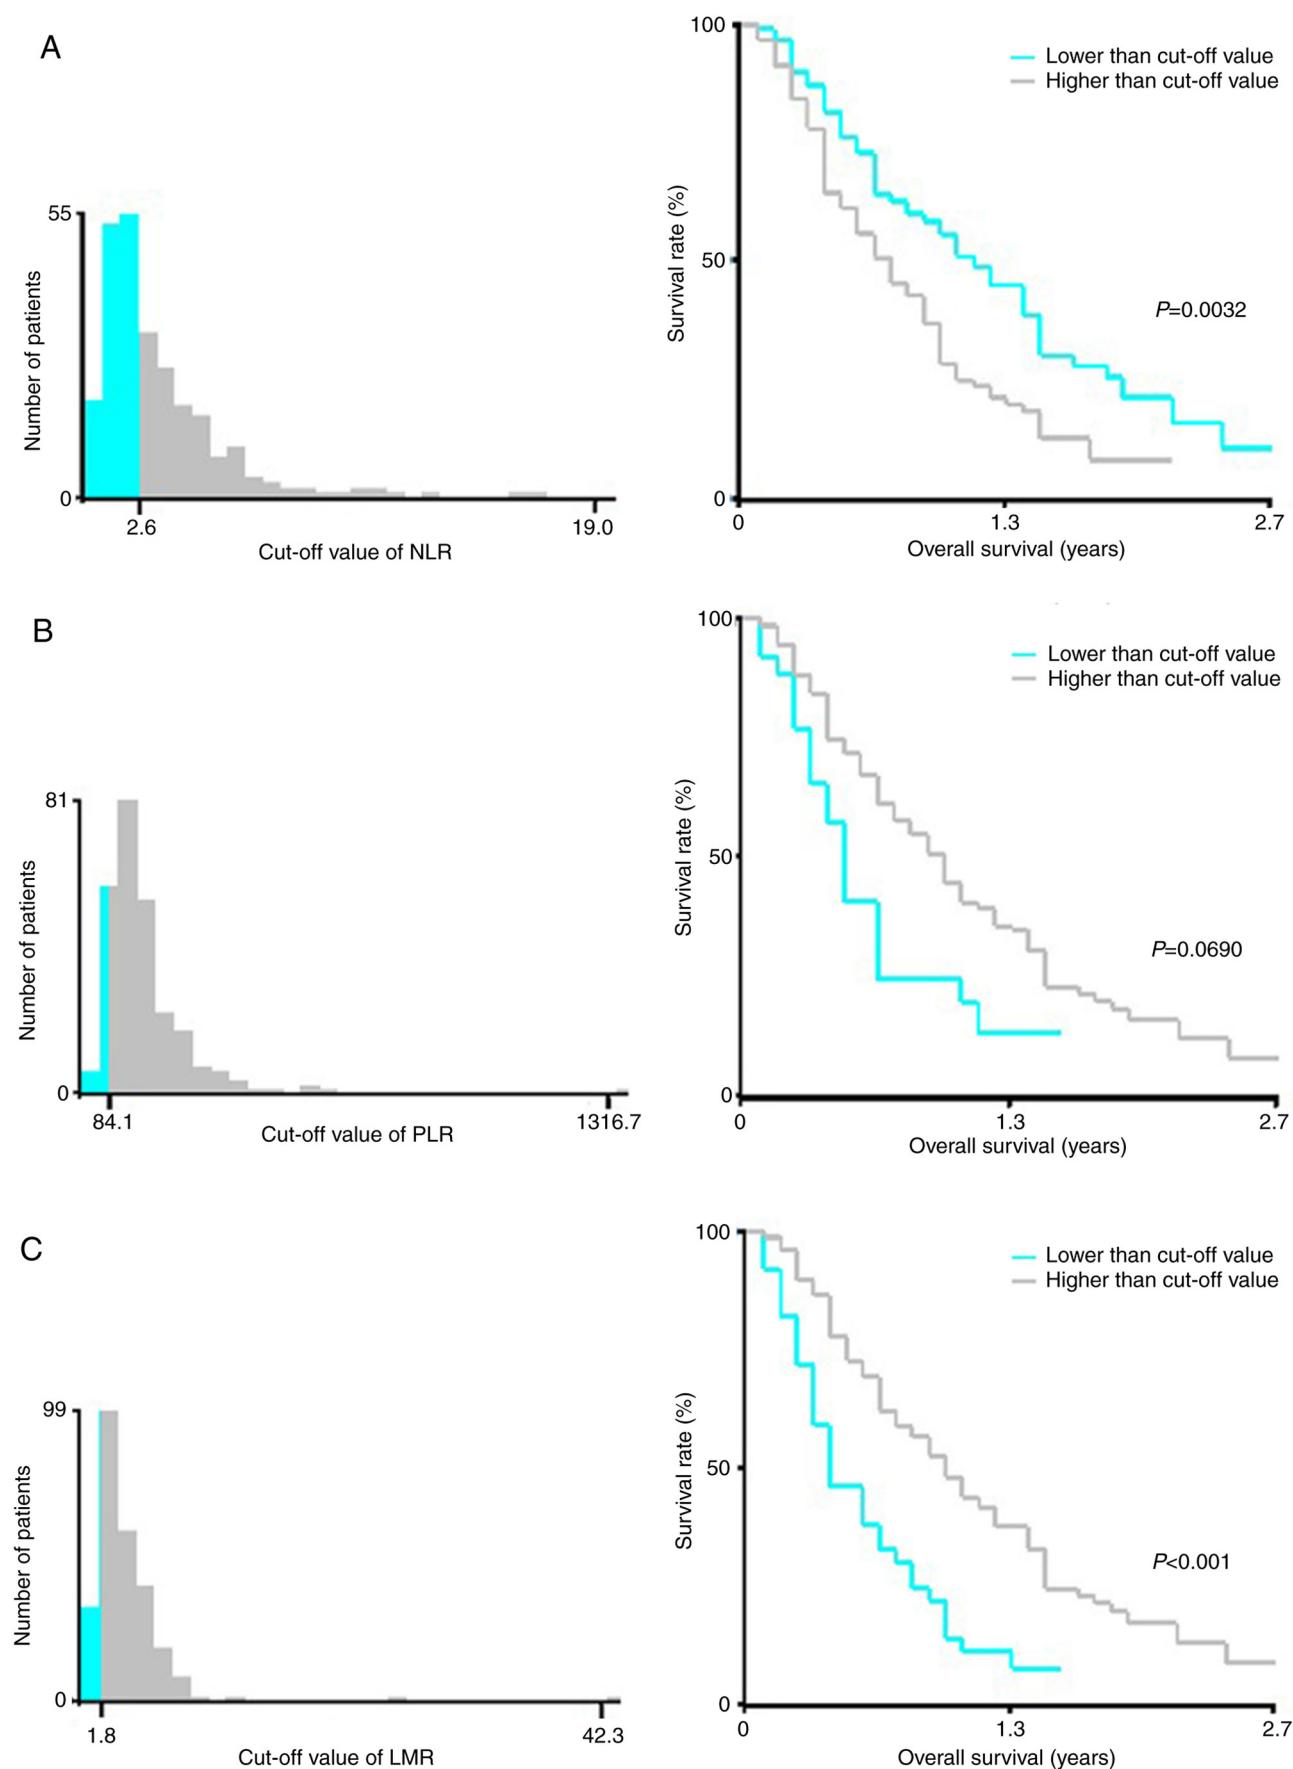 A
55
Number of patients
0
2.6
19.0
Cut-off value of NLR
100
Lower than cut-off value
Higher than cut-off value
Survival rate (%)
50
P=0.0032
0
0
1.3
2.7
Overall survival (years)
B
81
Number of patients
0
84.1
1316.7
Cut-off value of PLR
100
Lower than cut-off value
Higher than cut-off value
Survival rate (%)
50
P=0.0690
0
0
1.3
2.7
Overall survival (years)
C
99
Number of patients
0
1.8
42.3
Cut-off value of LMR
100
Lower than cut-off value
Higher than cut-off value
Survival rate (%)
50
P<0.001
0
0
1.3
2.7
Overall survival (years)